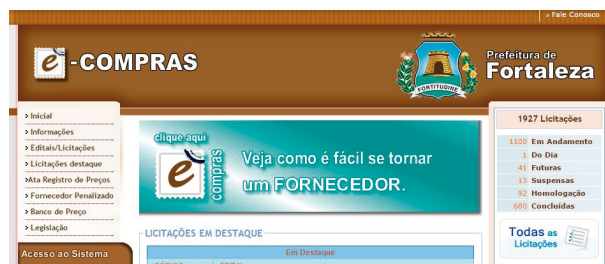 » Fale Conosco
e -COMPRAS
FORTITUDINE
Prefeitura de
Fortaleza
> Inicial
> Informações
> Editais/Licitações
> Licitações destaque
>Ata Registro de Preços
> Fornecedor Penalizado
> Banco de Preço
> Legislação
Acesso ao Sistema
clique aqui
e compras
Veja como é fácil se tornar
um FORNECEDOR.
LICITAÇÕES EM DESTAQUE
Em Destaque
CÓDIGO EDITAL
1927 Licitações
1100 Em Andamento
1 Do Dia
41 Futuras
13 Suspensas
92 Homologação
680 Concluídas
Todas as
Licitações